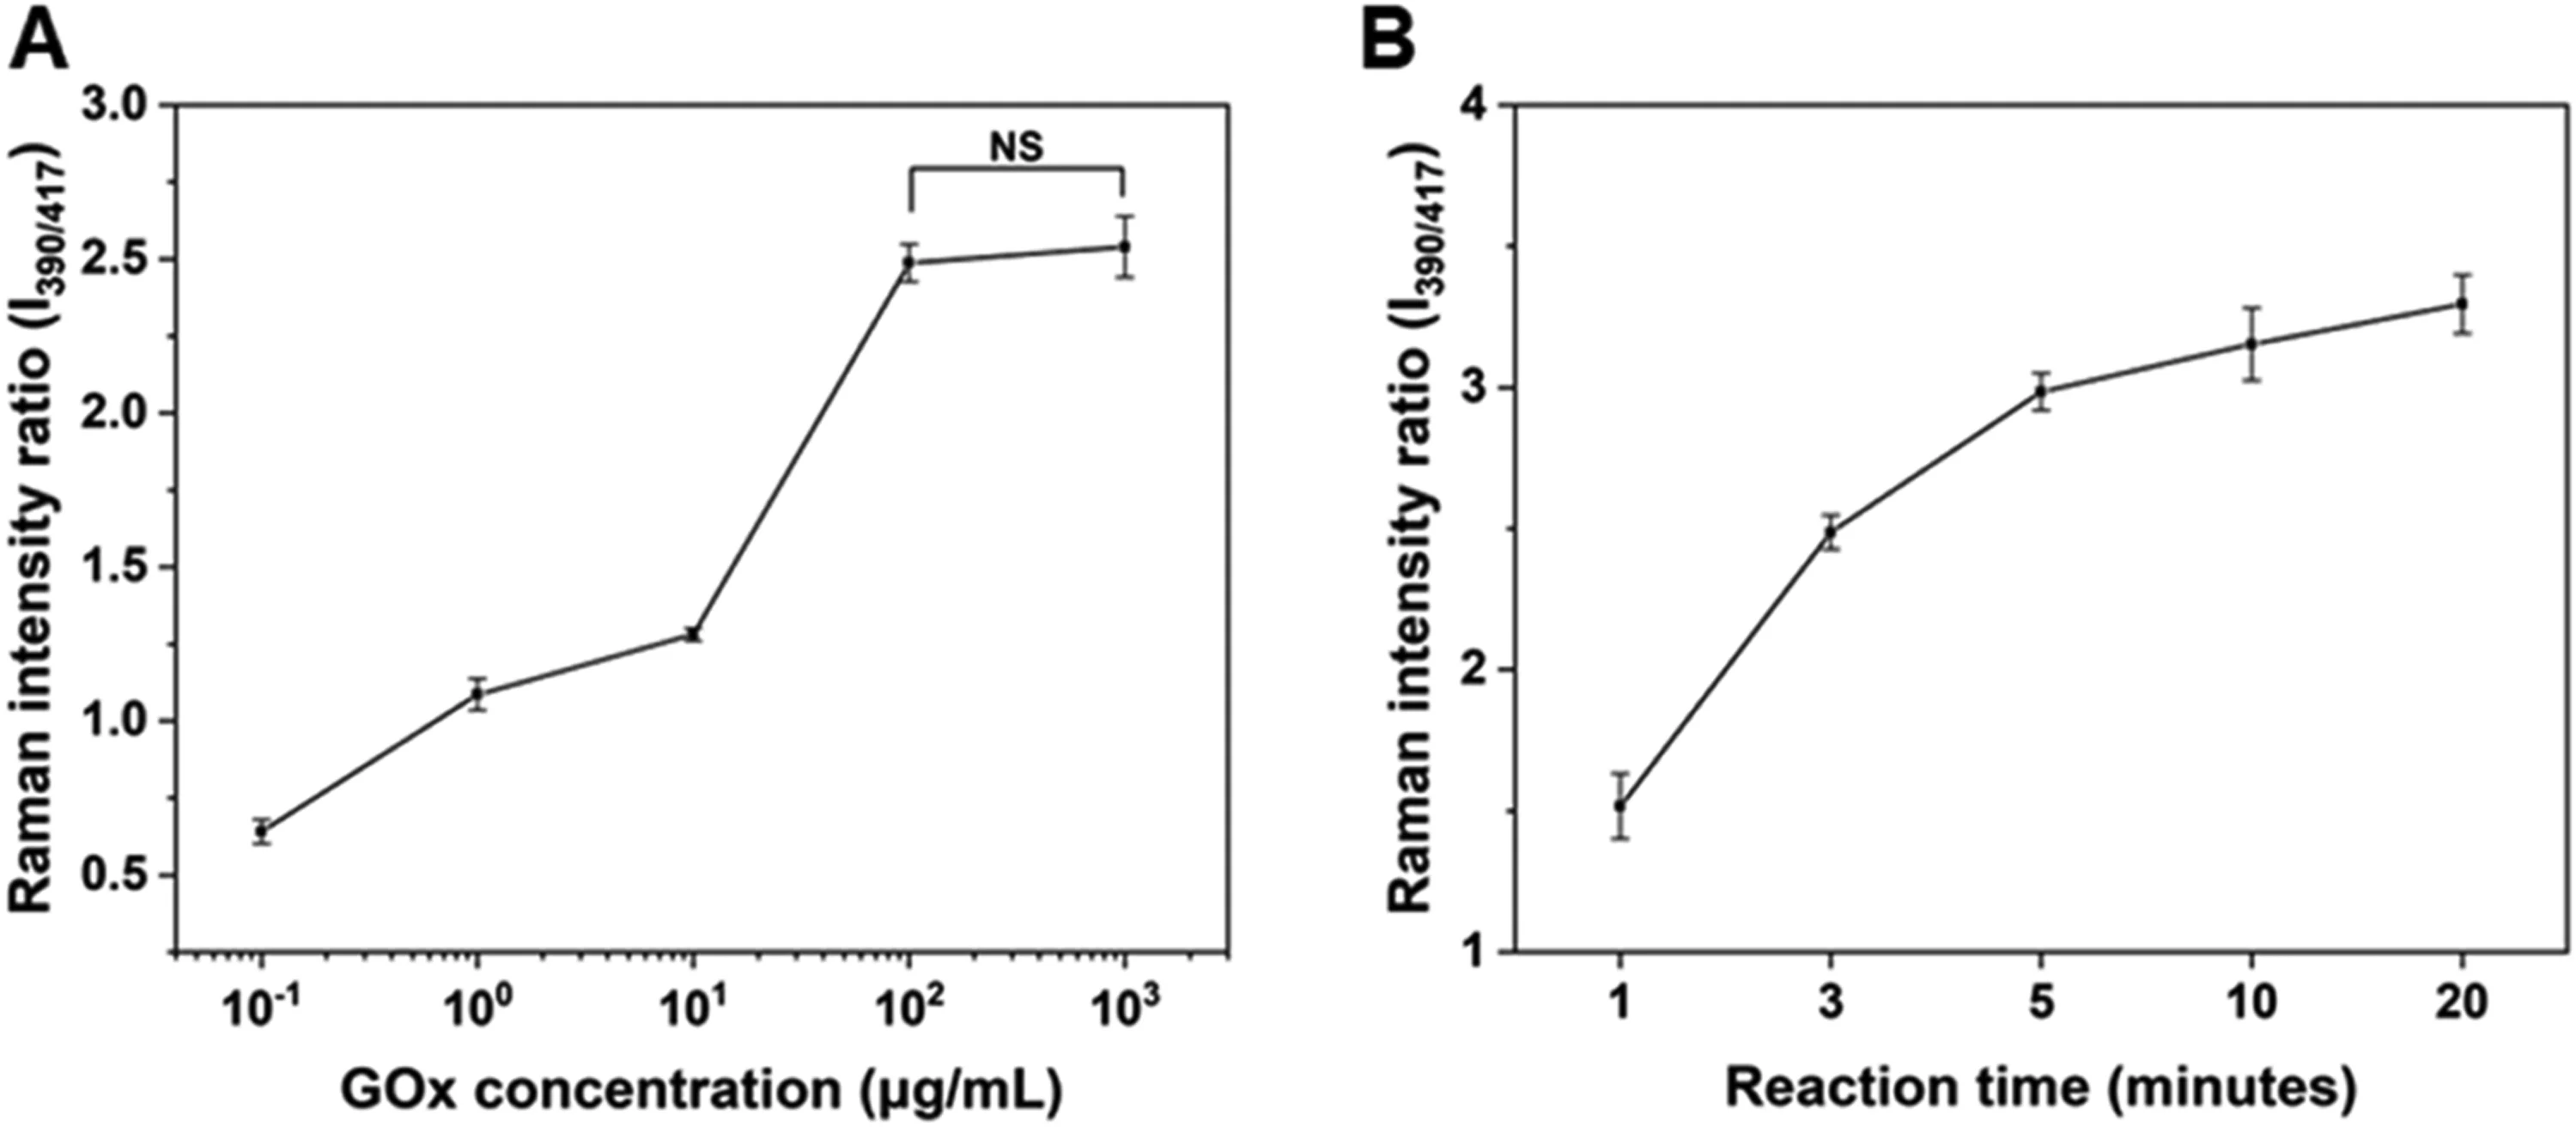 A
Raman intensity ratio (I390/417)
3.0
2.5
2.0
1.5
1.0
0.5
NS
10-1
100
101
102
103
GOx concentration (µg/mL)
B
Raman intensity ratio (I390/417)
4
3
2
1
1
3
5
10
20
Reaction time (minutes)